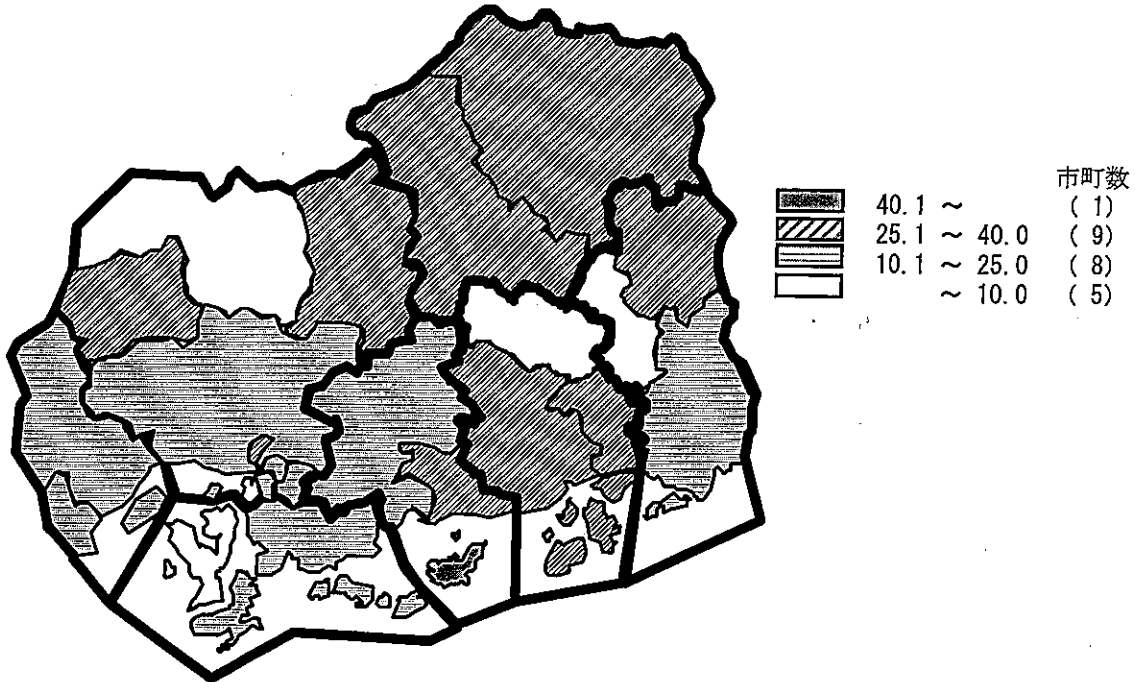 市町数
40.1 ～ ( 1)
25.1 ～ 40.0 ( 9)
10.1 ～ 25.0 ( 8)
～ 10.0 ( 5)